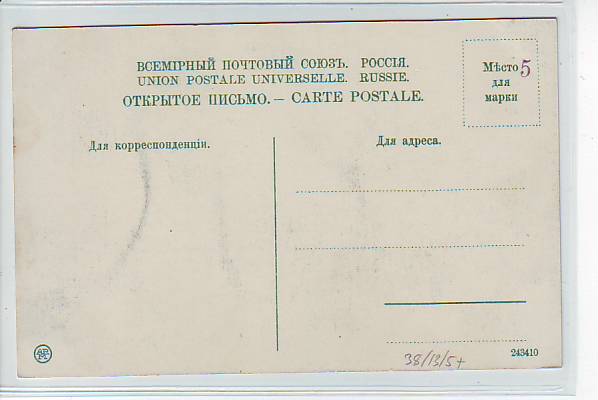 ВСЕМІРНЫЙ ПОЧТОВЫЙ СОЮЗЪ. РОССІЯ.
UNION POSTALE UNIVERSELLE. RUSSIE.
ОТКРЫТОЕ ПИСЬМО. — CARTE POSTALE.
Мѣсто 5
для
марки
Для корреспонденціи.
Для адреса.
38/13/5+
243410